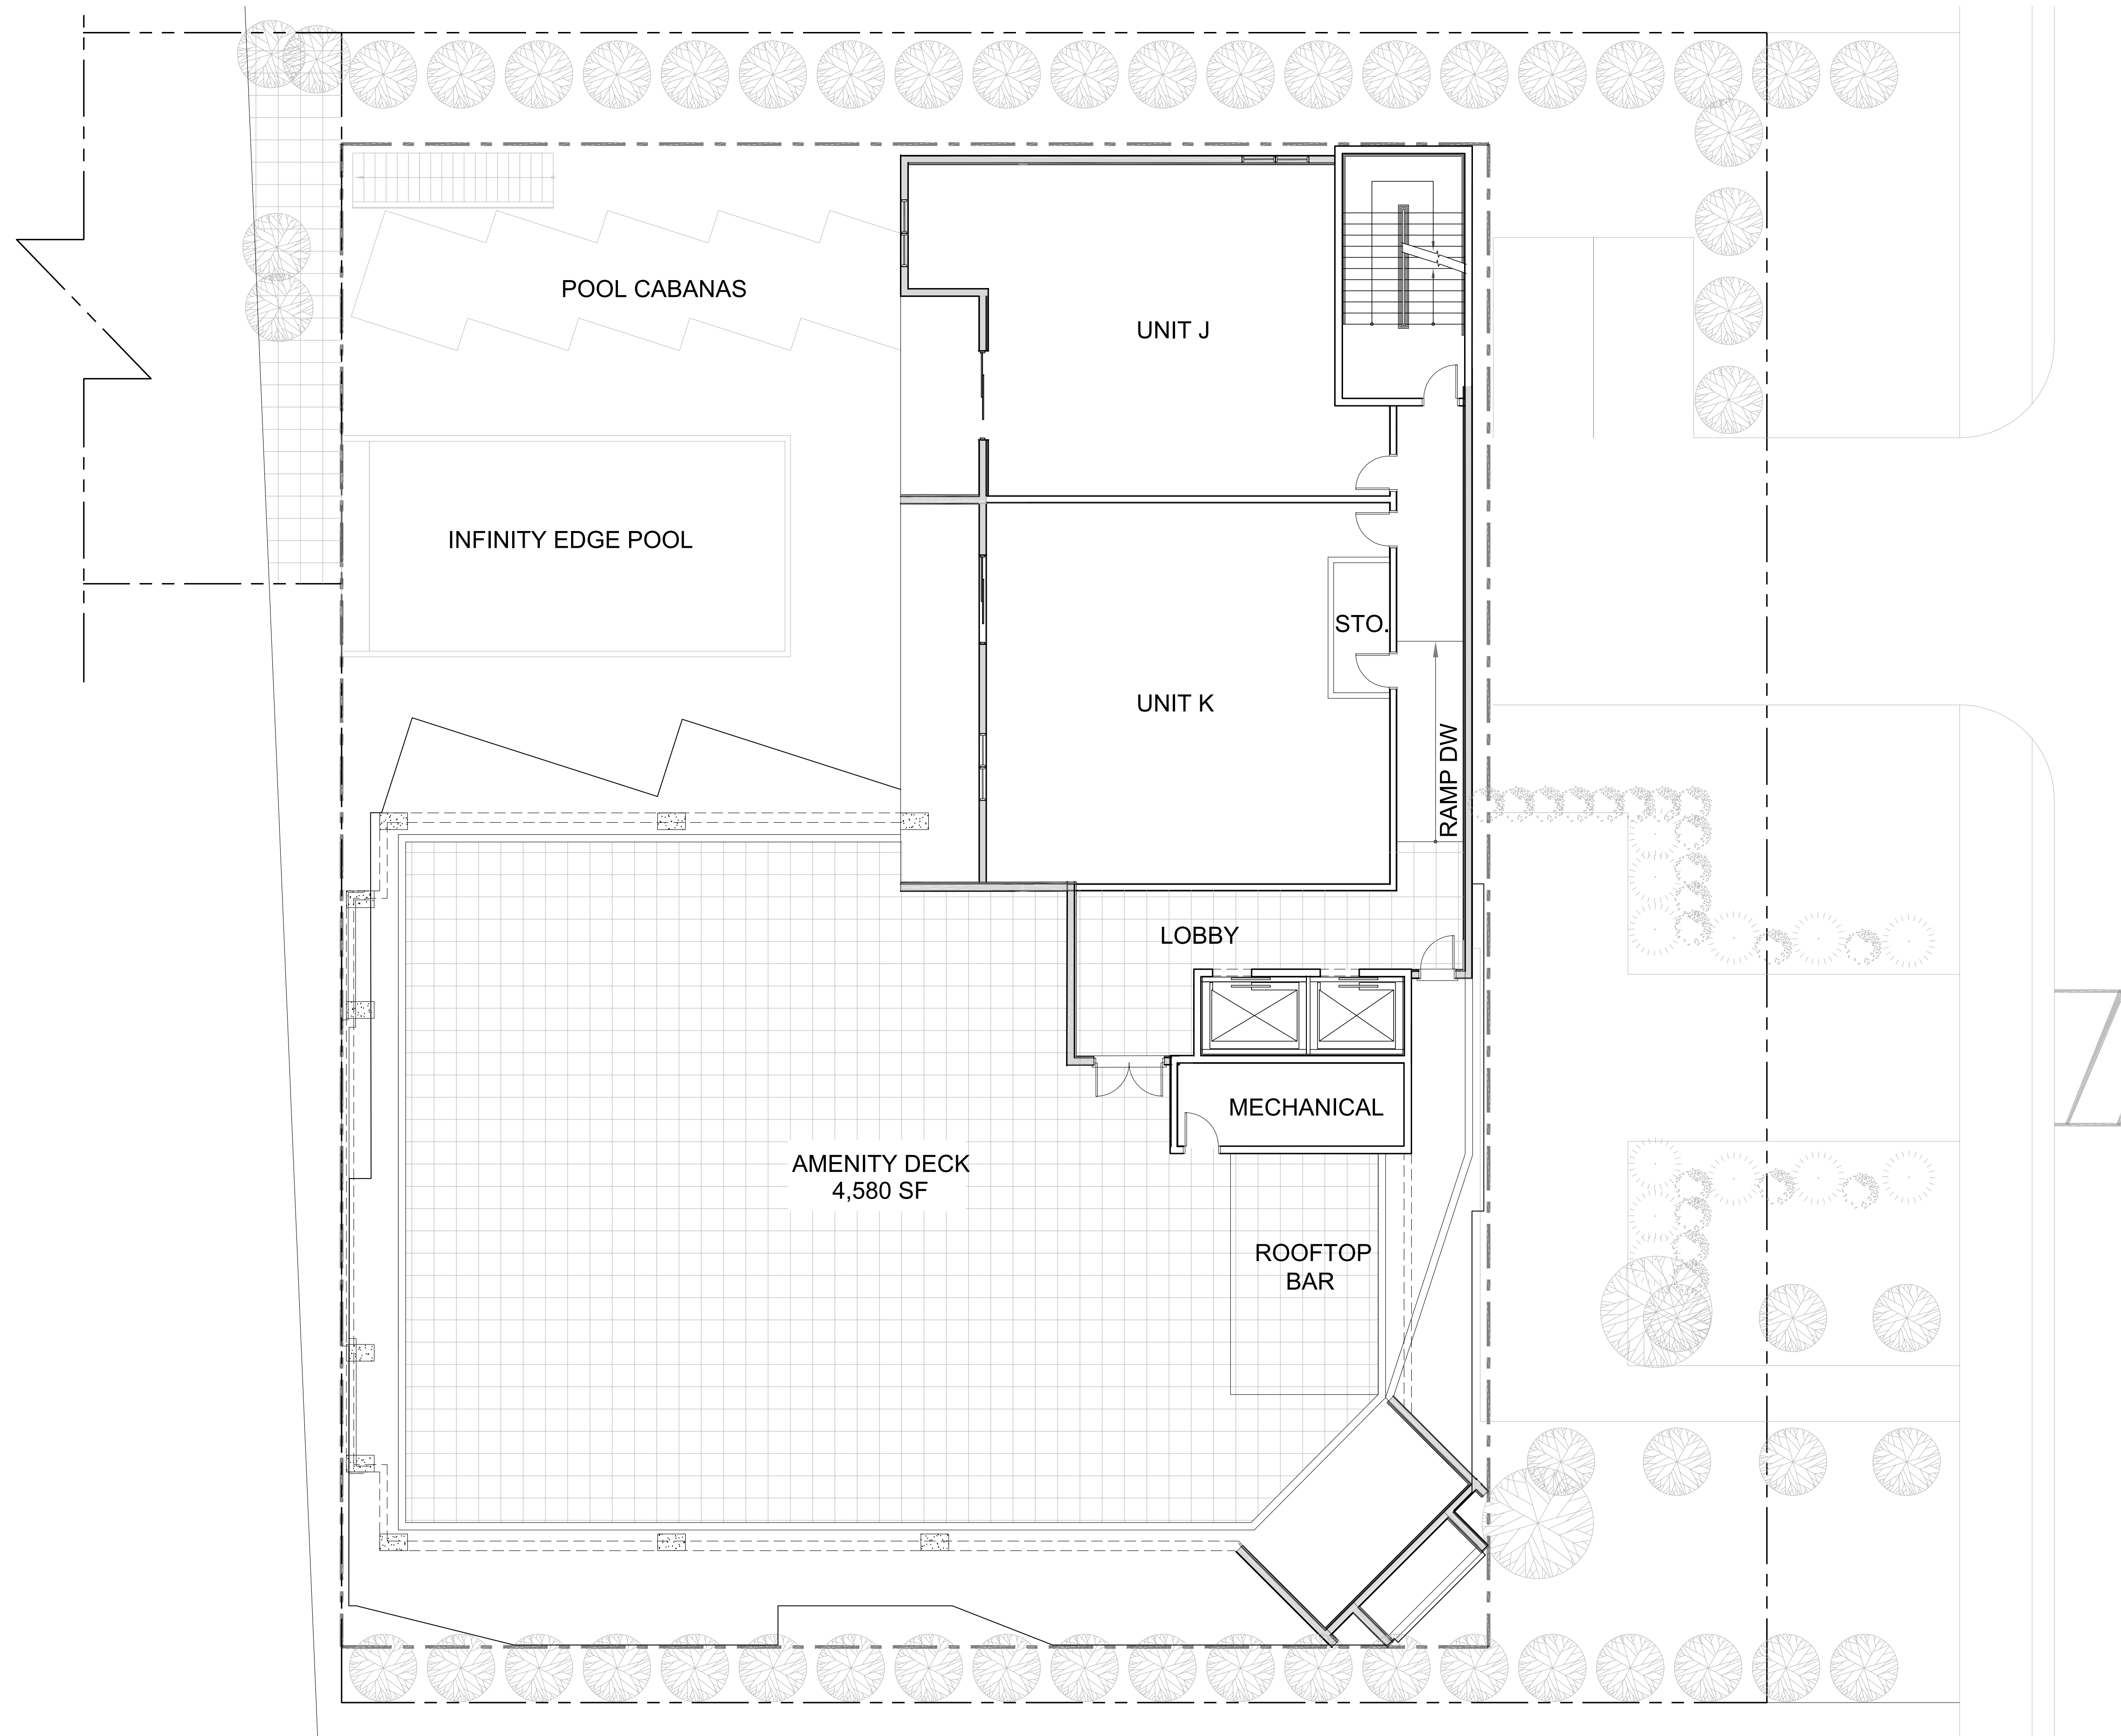 POOL CABANAS
UNIT J
INFINITY EDGE POOL
STO.
UNIT K
RAMP DW
LOBBY
MECHANICAL
AMENITY DECK
4,580 SF
ROOFTOP
BAR